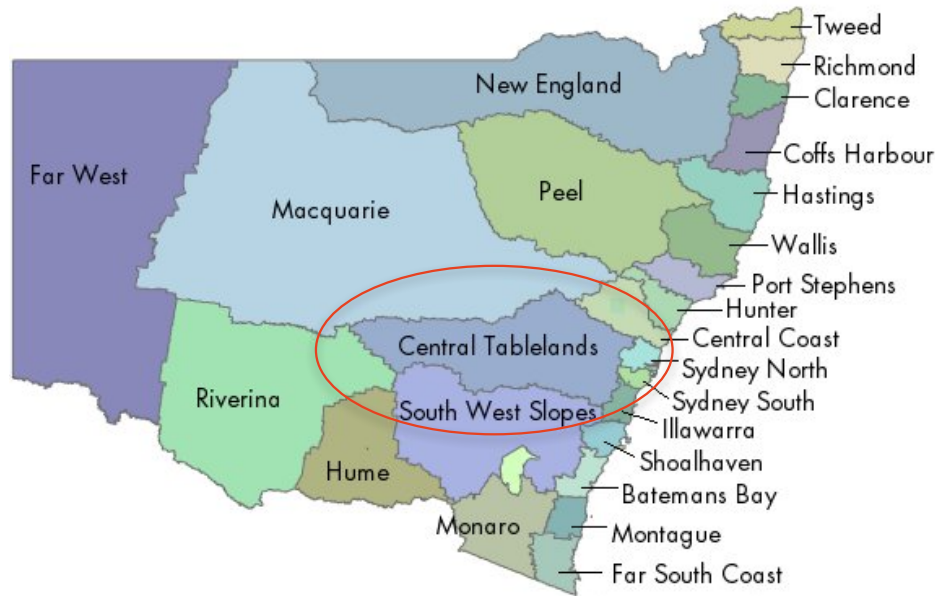 Tweed
Richmond
New England
Clarence
Coffs Harbour
Far West
Peel
Hastings
Macquarie
Wallis
Port Stephens
Hunter
Central Coast
Central Tablelands
Sydney North
Riverina
Sydney South
South West Slopes
Illawarra
Shoalhaven
Hume
Batemans Bay
Monaro
Montague
Far South Coast